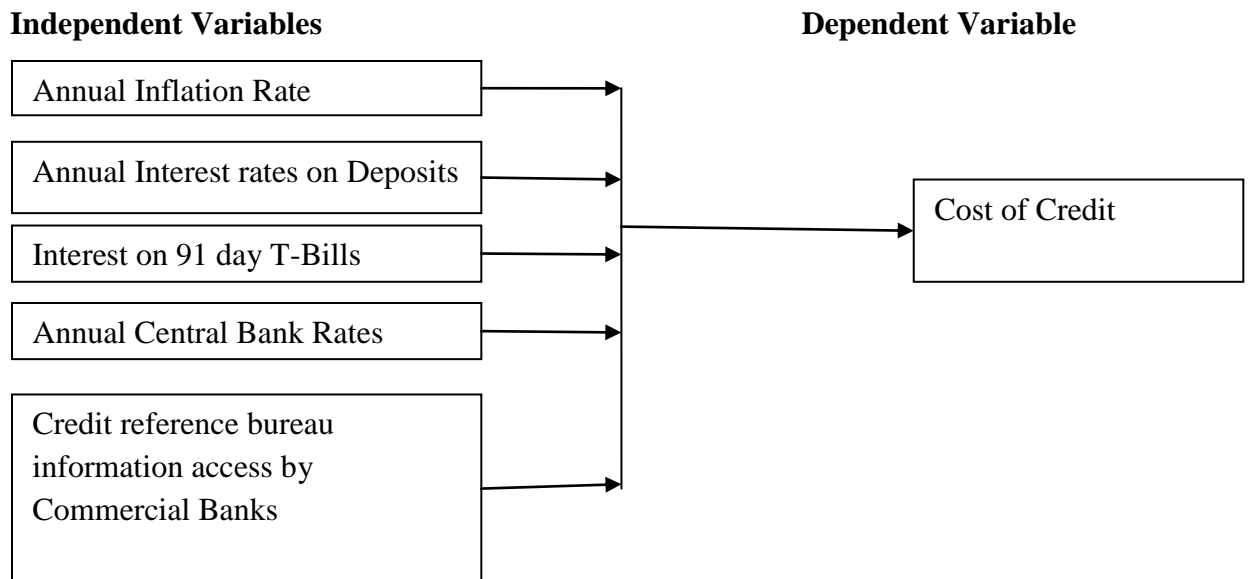 Independent Variables
Dependent Variable
Annual Inflation Rate
Annual Interest rates on Deposits
Cost of Credit
Interest on 91 day T-Bills
Annual Central Bank Rates
Credit reference bureau
information access by
Commercial Banks